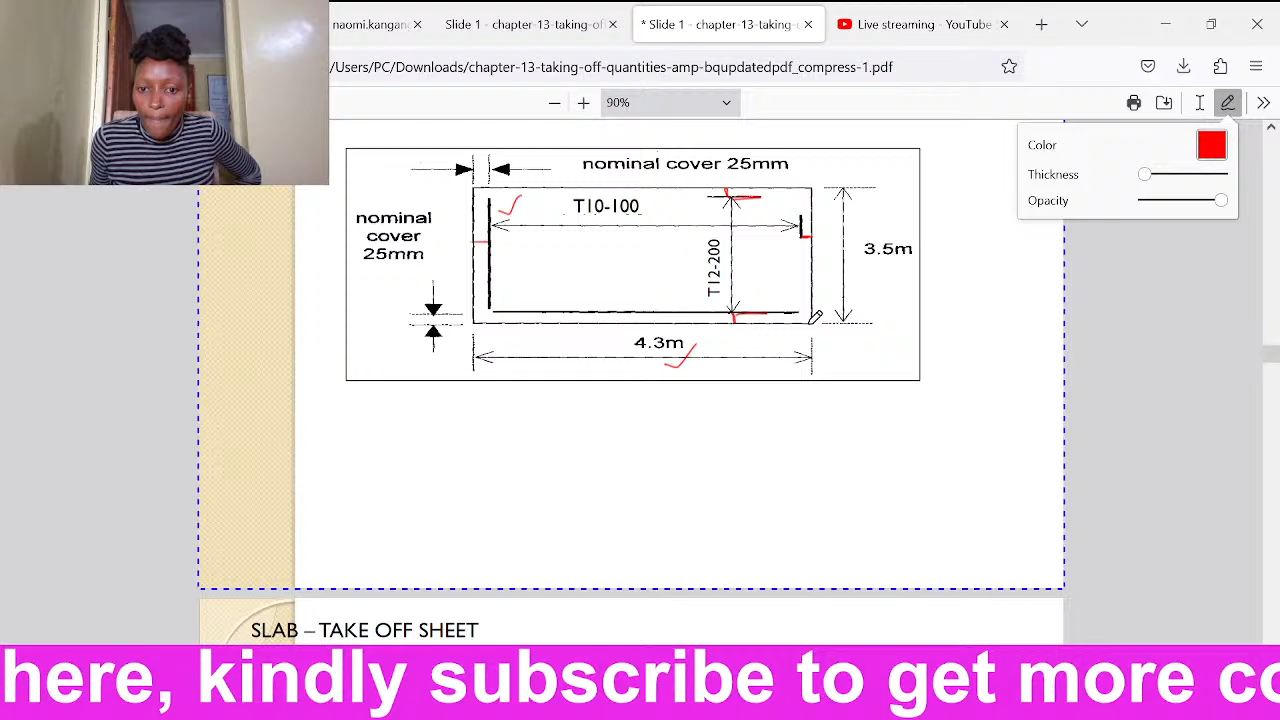 naomi.kangand
Slide 1 - chapter-13-taking-of
* Slide 1 - chapter-13-taking-
Live streaming - YouTube
/Users/PC/Downloads/chapter-13-taking-off-quantities-amp-bqupdatedpdf_compress-1.pdf
90%
Color
Thickness
Opacity
nominal cover 25mm
nominal
cover
25mm
T10-100
T12-200
3.5m
4.3m
SLAB – TAKE OFF SHEET
here, kindly subscribe to get more co